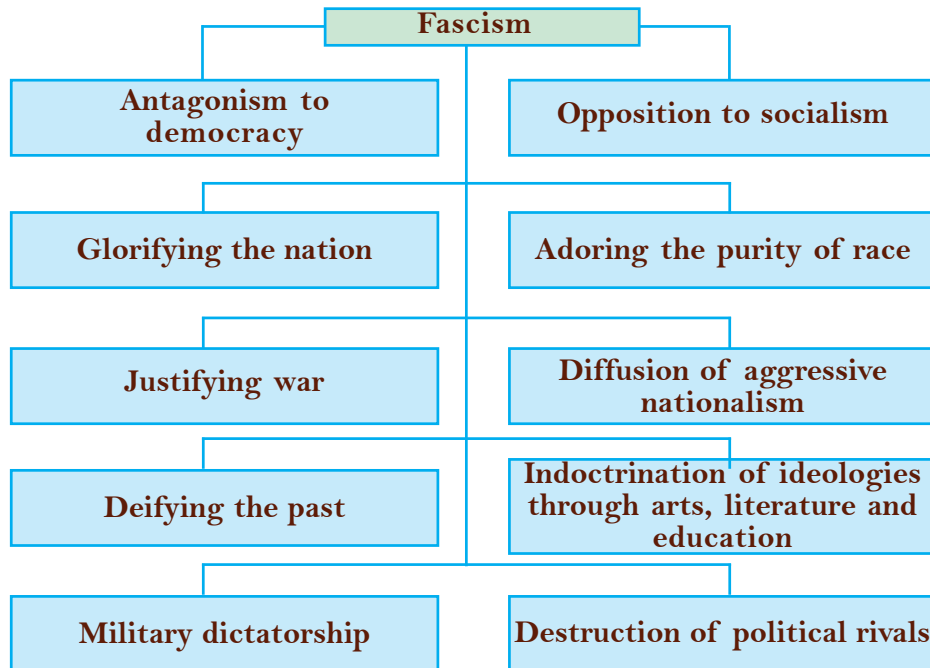 Fascism
Antagonism to
democracy
Opposition to socialism
Glorifying the nation
Adoring the purity of race
Justifying war
Diffusion of aggressive
nationalism
Deifying the past
Indoctrination of ideologies
through arts, literature and
education
Military dictatorship
Destruction of political rivals